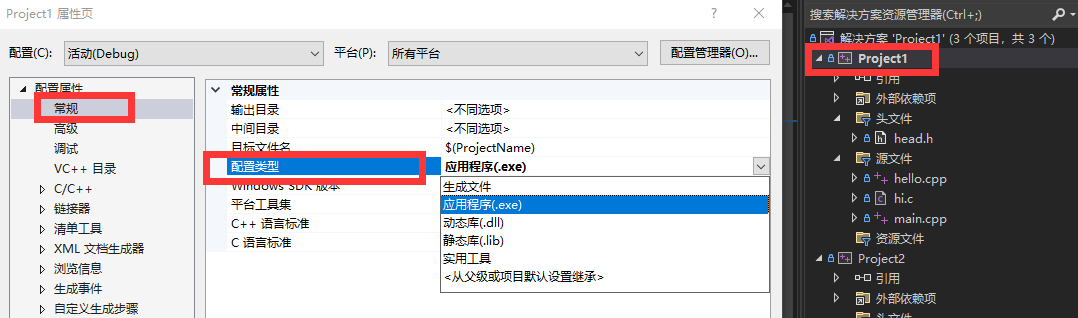 Project1 属性页
?
配置(C): 活动(Debug)
平台(P): 所有平台
配置管理器(O)...
配置属性
常规
高级
调试
VC++ 目录
C/C++
链接器
清单工具
XML 文档生成器
浏览信息
生成事件
自定义生成步骤
常规属性
输出目录 <不同选项>
中间目录 <不同选项>
目标文件名 $(ProjectName)
配置类型 应用程序(.exe)
Windows SDK 版本
平台工具集
C++ 语言标准
C 语言标准
生成文件
应用程序(.exe)
动态库(.dll)
静态库(.lib)
实用工具
<从父级或项目默认设置继承>
搜索解决方案资源管理器(Ctrl+;)
解决方案 'Project1' (3 个项目，共 3 个)
Project1
引用
外部依赖项
头文件
head.h
源文件
hello.cpp
hi.c
main.cpp
资源文件
Project2
引用
外部依赖项
头文件